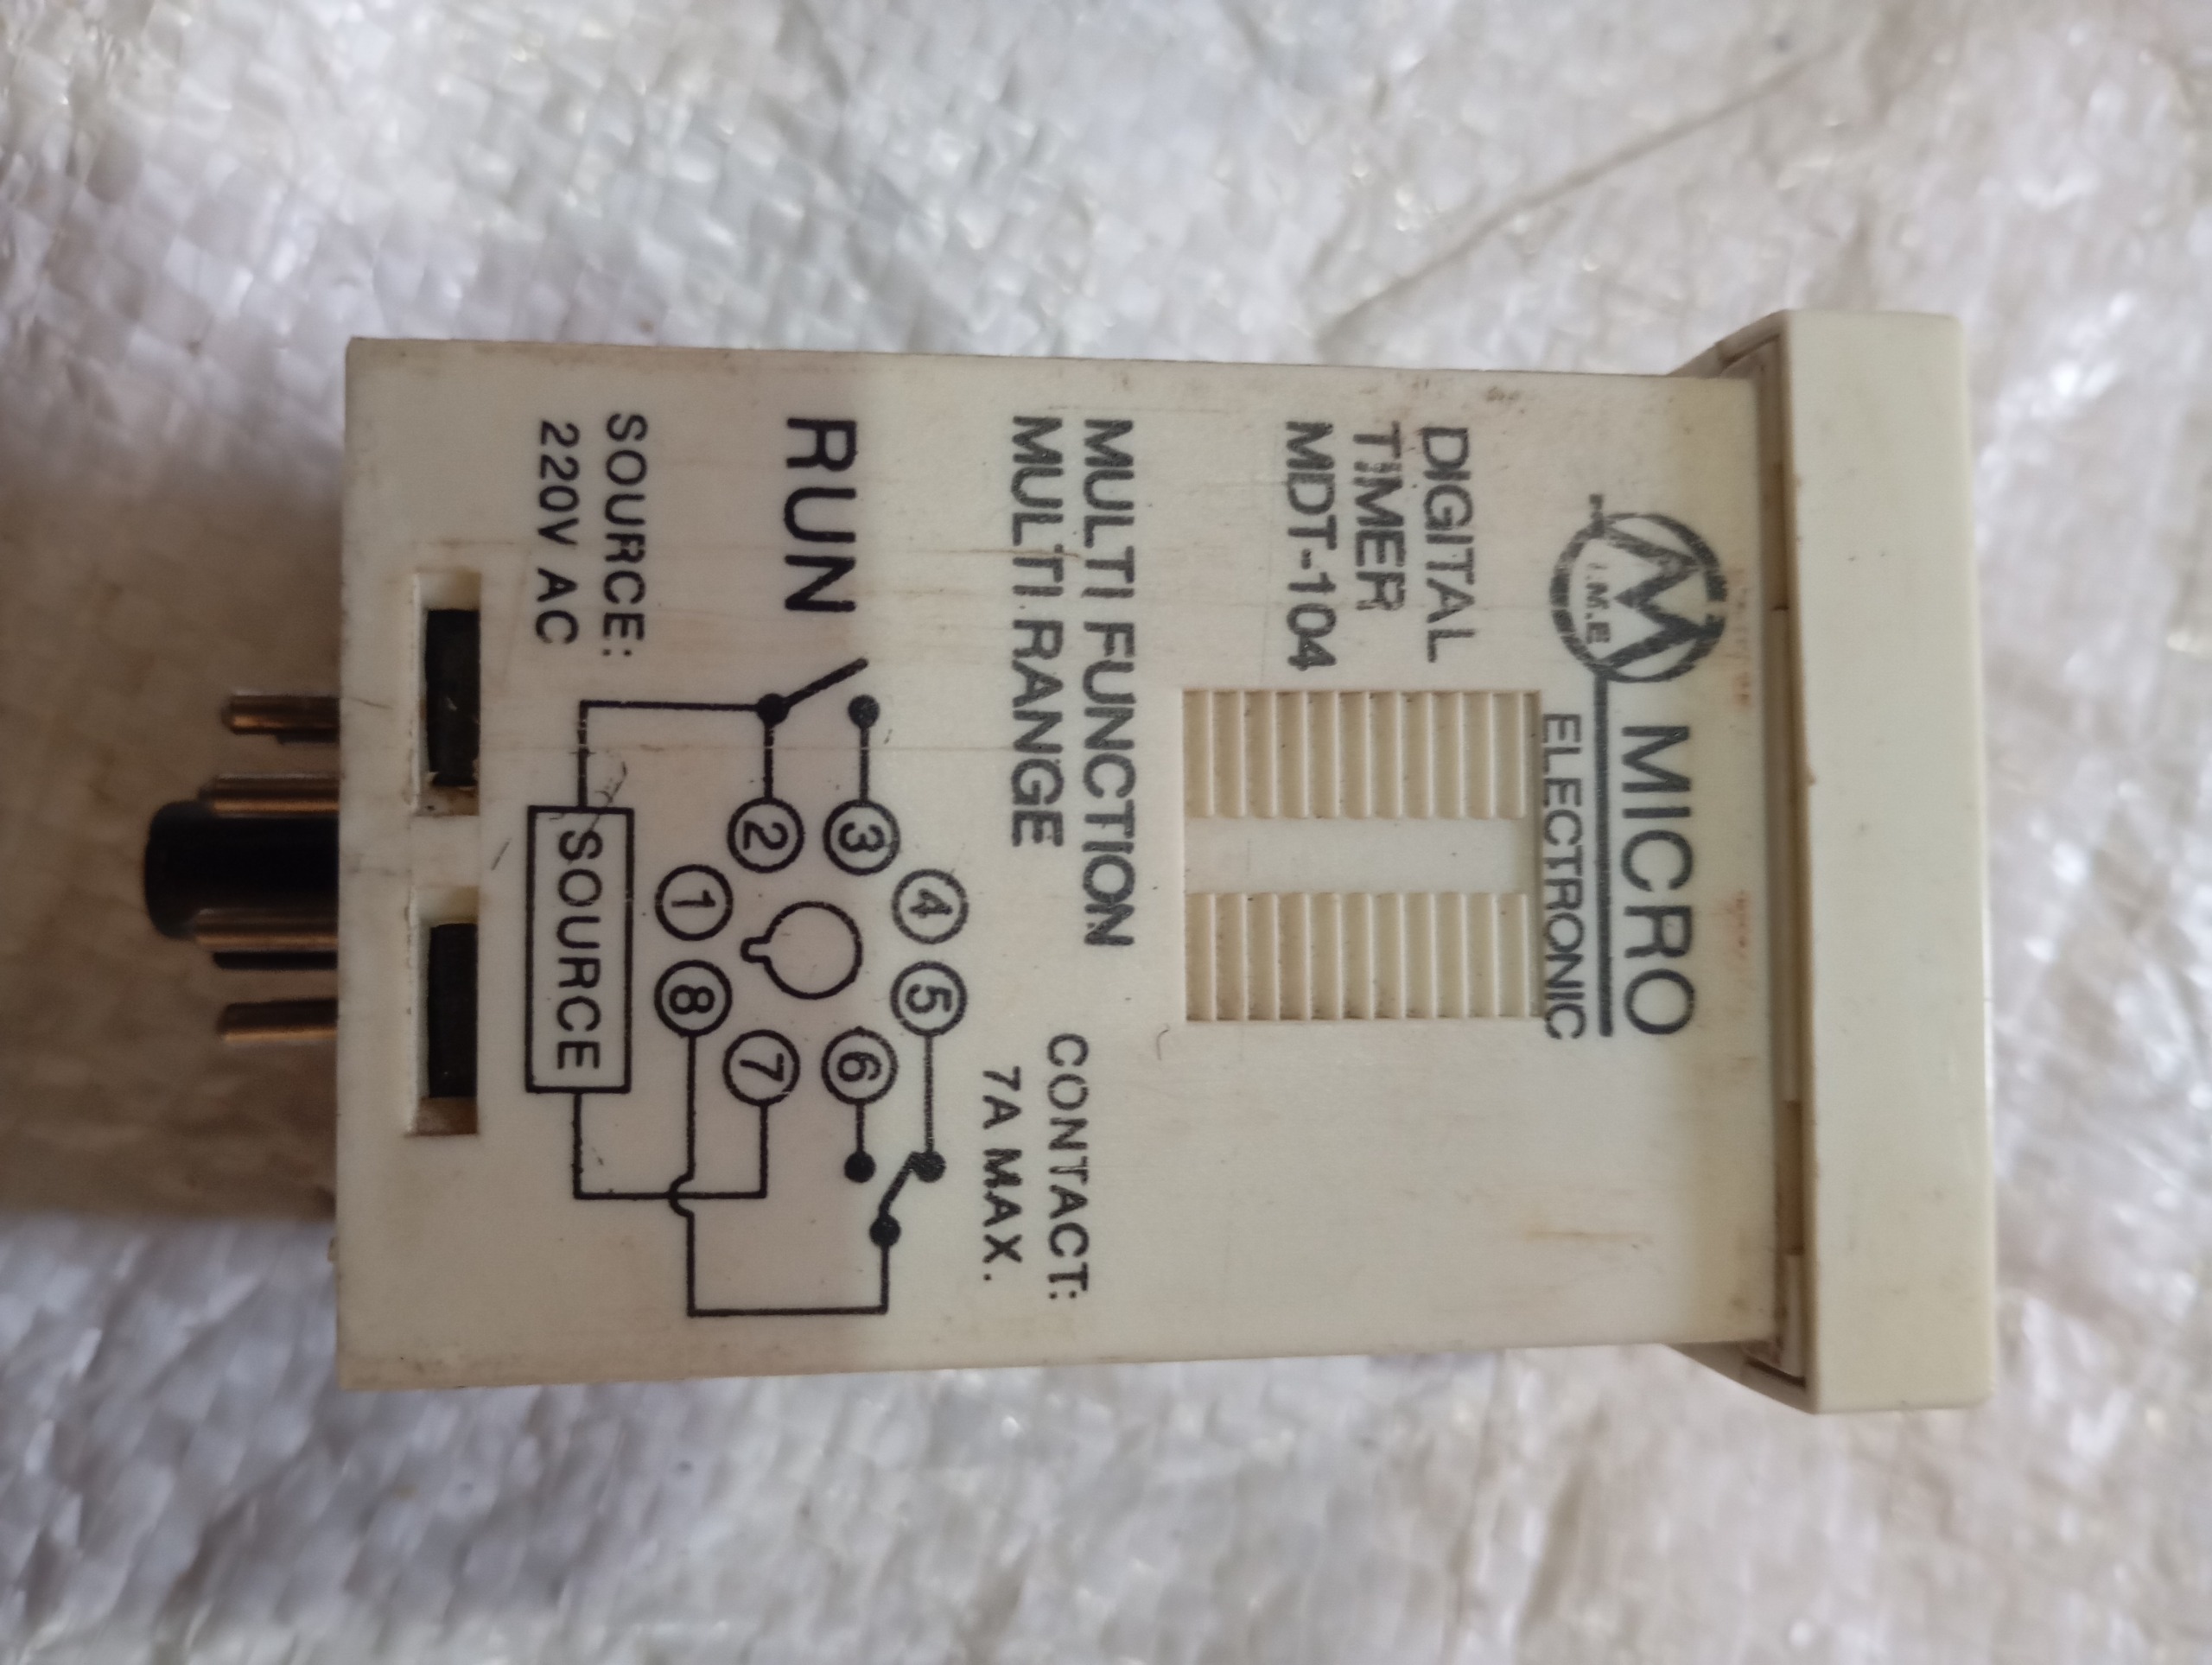 I.M.E
MICRO
ELECTRONIC
DIGITAL
TIMER
MDT-104
MULTI FUNCTION
MULTI RANGE
CONTACT:
7A MAX.
RUN
3
4
5
6
2
1
8
7
SOURCE:
220V AC
SOURCE